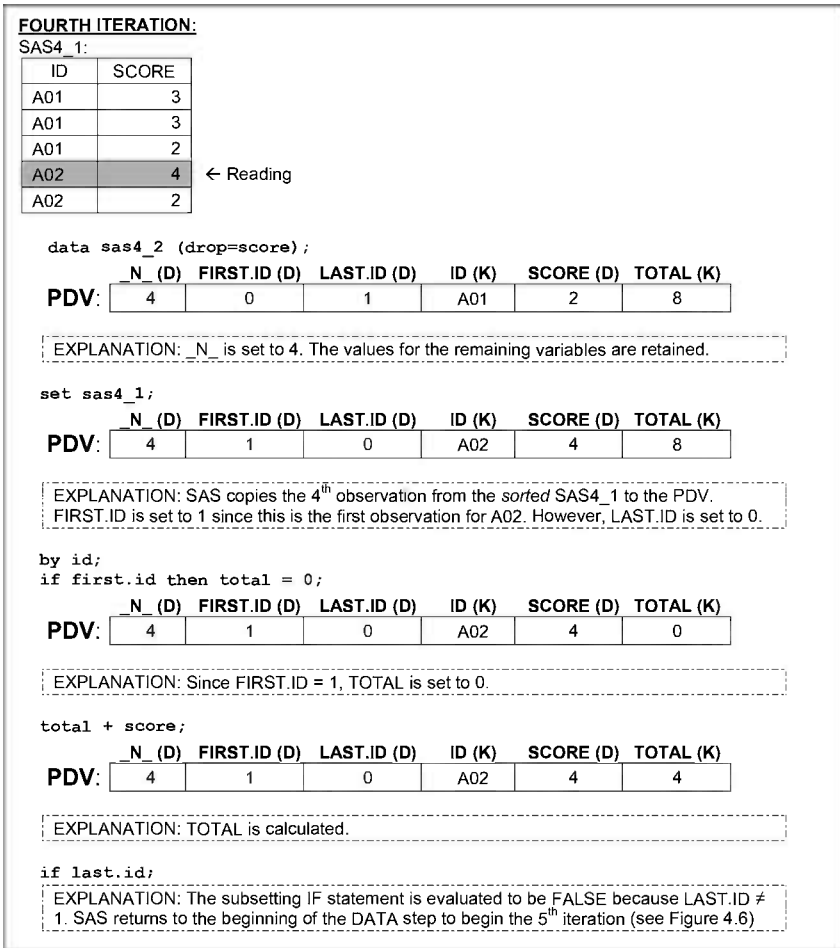 FOURTH ITERATION:
SAS4_1:
ID SCORE
A01 3
A01 3
A01 2
A02 4 ← Reading
A02 2
data sas4_2 (drop=score);
_N_ (D) FIRST.ID (D) LAST.ID (D) ID (K) SCORE (D) TOTAL (K)
PDV: 4 0 1 A01 2 8
EXPLANATION: _N_ is set to 4. The values for the remaining variables are retained.
set sas4_1;
_N_ (D) FIRST.ID (D) LAST.ID (D) ID (K) SCORE (D) TOTAL (K)
PDV: 4 1 0 A02 4 8
EXPLANATION: SAS copies the 4th observation from the sorted SAS4_1 to the PDV.
FIRST.ID is set to 1 since this is the first observation for A02. However, LAST.ID is set to 0.
by id;
if first.id then total = 0;
_N_ (D) FIRST.ID (D) LAST.ID (D) ID (K) SCORE (D) TOTAL (K)
PDV: 4 1 0 A02 4 0
EXPLANATION: Since FIRST.ID = 1, TOTAL is set to 0.
total + score;
_N_ (D) FIRST.ID (D) LAST.ID (D) ID (K) SCORE (D) TOTAL (K)
PDV: 4 1 0 A02 4 4
EXPLANATION: TOTAL is calculated.
if last.id;
EXPLANATION: The subsetting IF statement is evaluated to be FALSE because LAST.ID ≠
1. SAS returns to the beginning of the DATA step to begin the 5th iteration (see Figure 4.6)